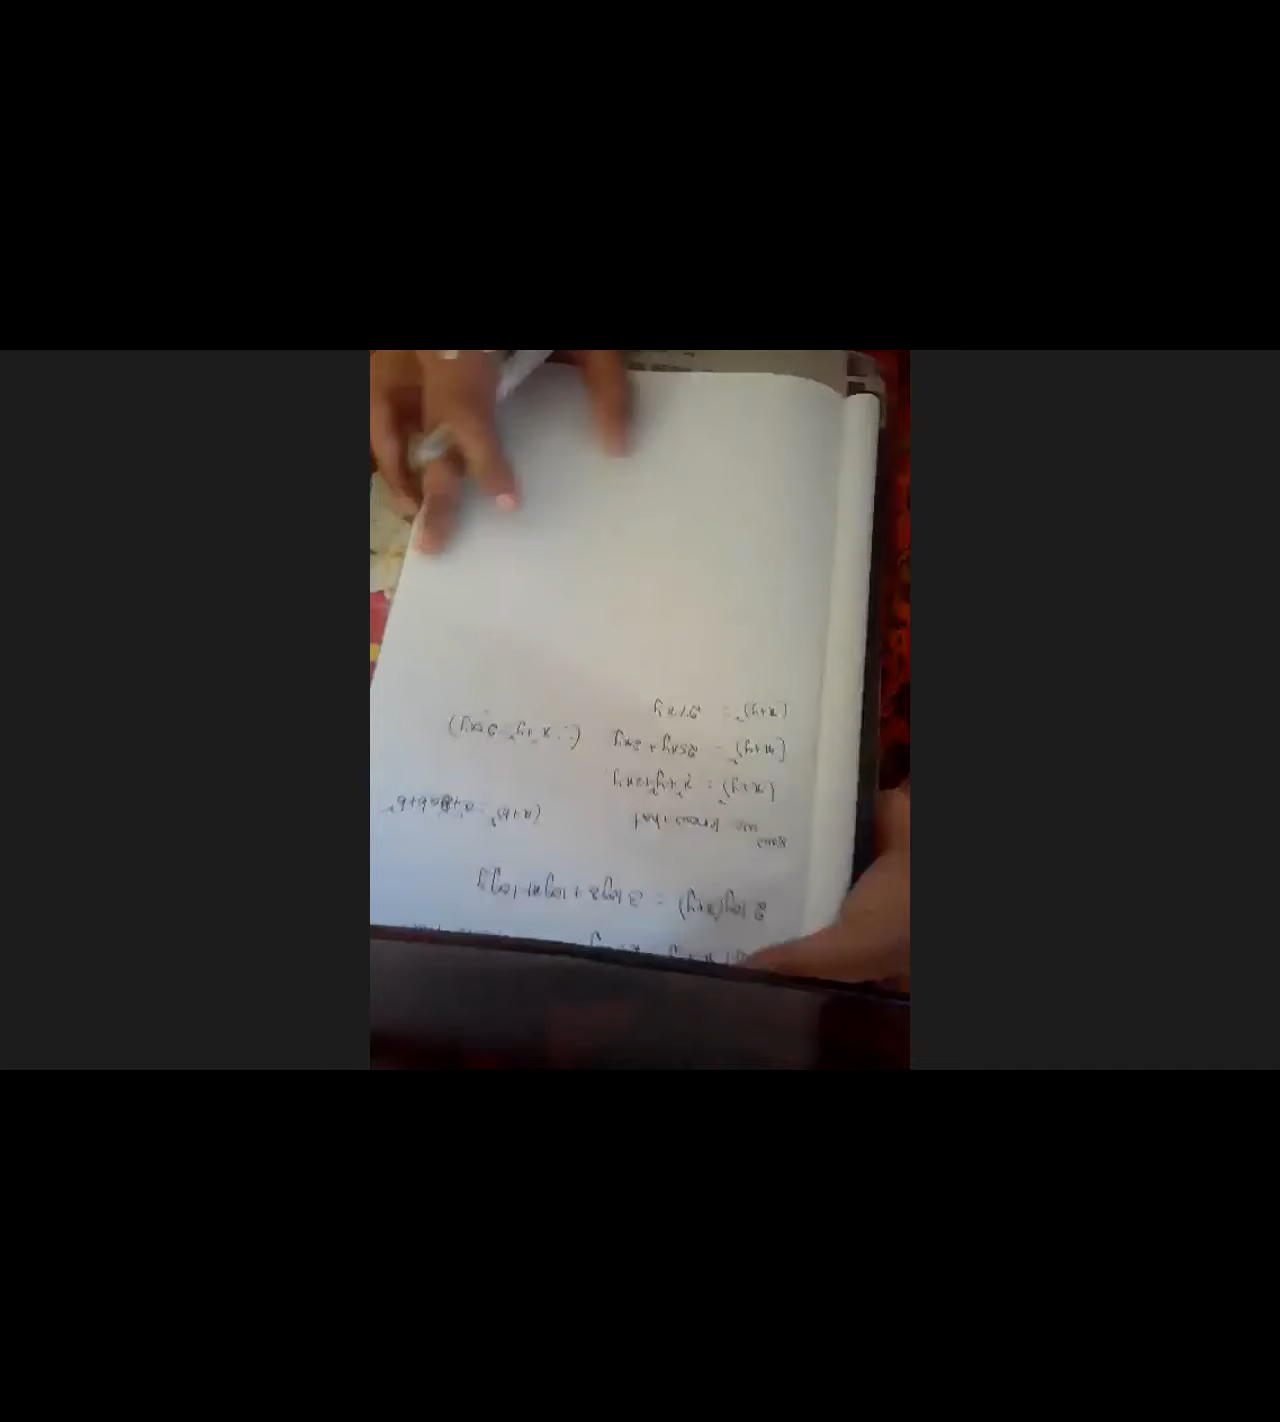 2 log(x+y) = 3 log 3 + log x + log y
we know that (a+b)² = a²+2ab+b²
(x+y)² = x²+y²+2xy
(x+y)² = 25xy + 2xy (∵ x²+y² = 25xy)
(x+y)² = 27xy